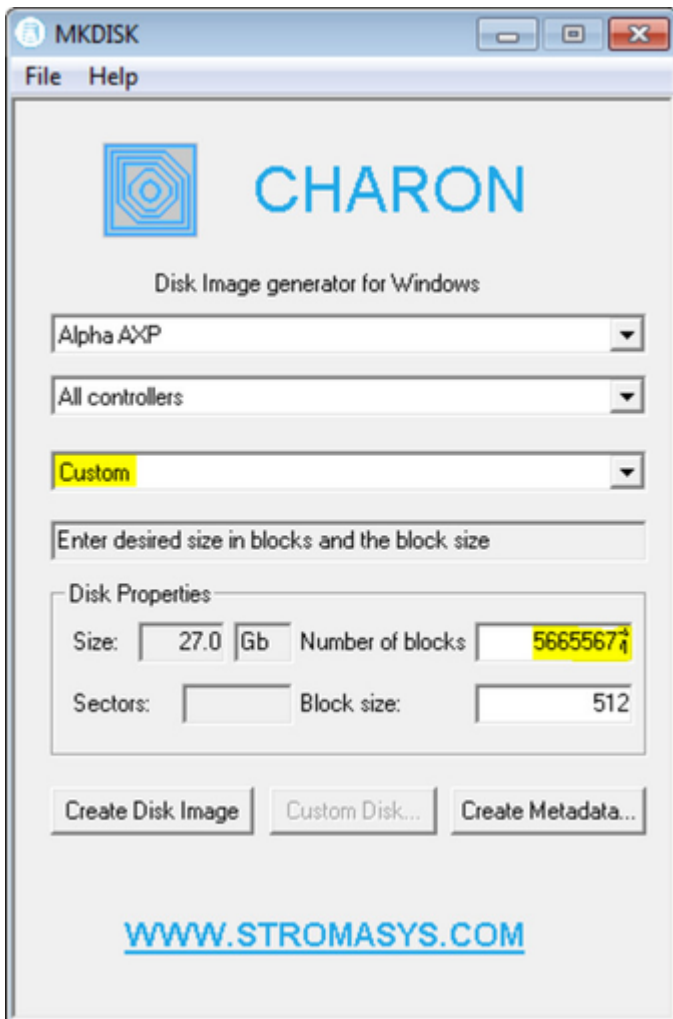 MKDISK
File Help
CHARON
Disk Image generator for Windows
Alpha AXP
All controllers
Custom
Enter desired size in blocks and the block size
Disk Properties
Size: 27.0 Gb Number of blocks
Sectors: Block size: 512
Create Disk Image Custom Disk... Create Metadata...
WWW.STROMASYS.COM